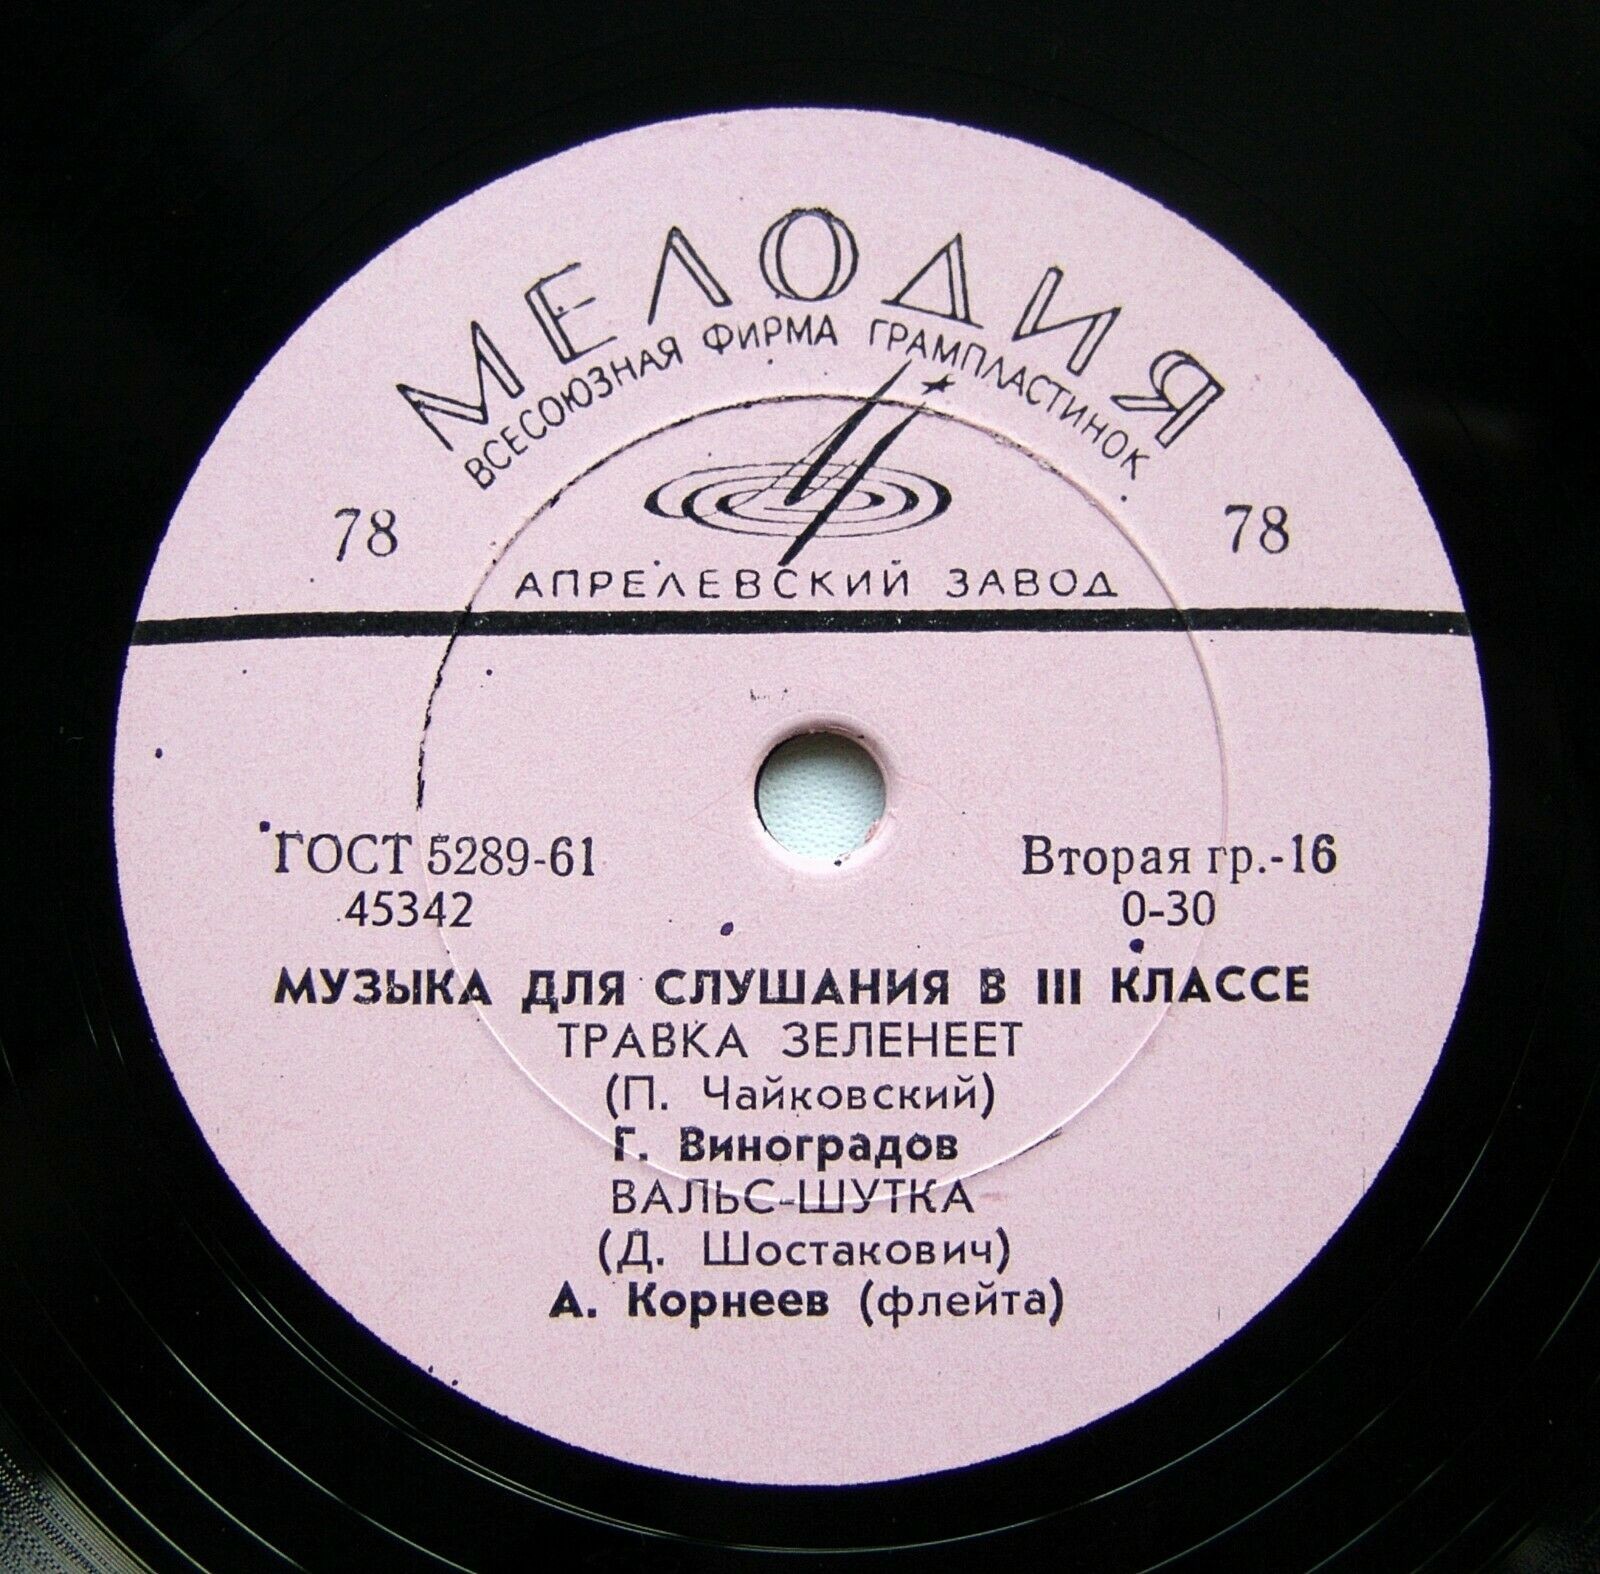 МЕЛОДИЯ
ВСЕСОЮЗНАЯ ФИРМА ГРАМПЛАСТИНОК
78 78
АПРЕЛЕВСКИЙ ЗАВОД
ГОСТ 5289-61 Вторая гр.-16
45342 0-30
МУЗЫКА ДЛЯ СЛУШАНИЯ В III КЛАССЕ
ТРАВКА ЗЕЛЕНЕЕТ
(П. Чайковский)
Г. Виноградов
ВАЛЬС-ШУТКА
(Д. Шостакович)
А. Корнеев (флейта)